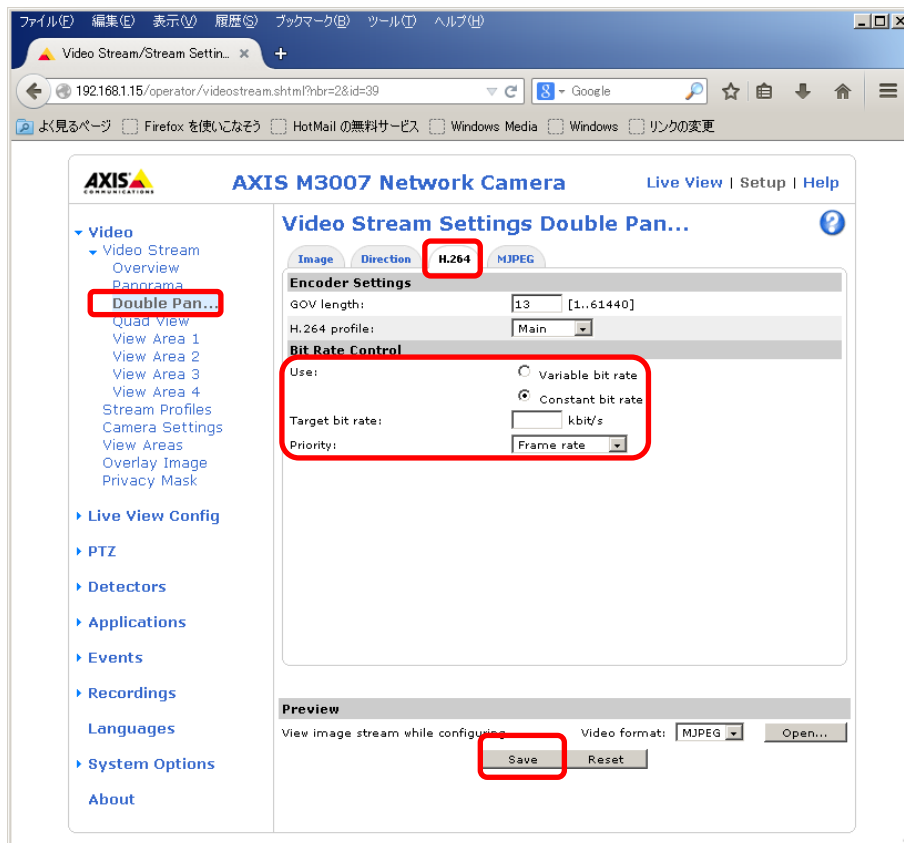 ファイル(F) 編集(E) 表示(V) 履歴(S) ブックマーク(B) ツール(T) ヘルプ(H)
Video Stream/Stream Settin...
192.168.1.15/operator/videostream.shtml?nbr=2&id=39
Google
よく見るページ Firefox を使いこなそう HotMail の無料サービス Windows Media Windows リンクの変更
AXIS COMMUNICATIONS
AXIS M3007 Network Camera
Live View | Setup | Help
Video
Video Stream
Overview
Panorama
Double Pan...
Quad View
View Area 1
View Area 2
View Area 3
View Area 4
Stream Profiles
Camera Settings
View Areas
Overlay Image
Privacy Mask
Live View Config
PTZ
Detectors
Applications
Events
Recordings
Languages
System Options
About
Video Stream Settings Double Pan...
Image Direction H.264 MJPEG
Encoder Settings
GOV length: 13 [1..61440]
H.264 profile: Main
Bit Rate Control
Use: Variable bit rate
Constant bit rate
Target bit rate: kbit/s
Priority: Frame rate
Preview
View image stream while configuring Video format: MJPEG Open...
Save Reset